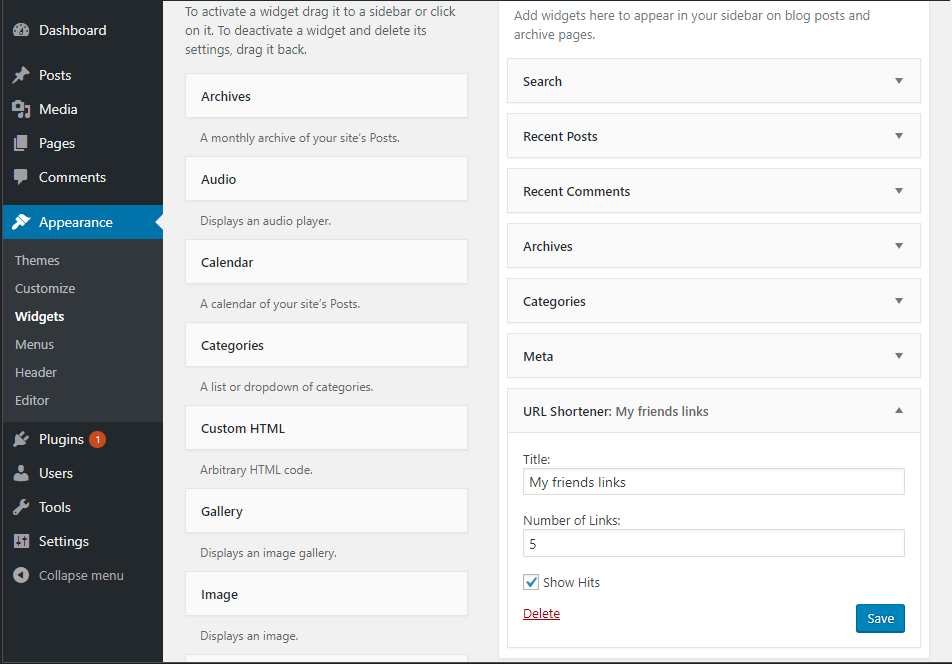 Dashboard
Posts
Media
Pages
Comments
Appearance
Themes
Customize
Widgets
Menus
Header
Editor
Plugins 1
Users
Tools
Settings
Collapse menu
To activate a widget drag it to a sidebar or click
on it. To deactivate a widget and delete its
settings, drag it back.
Archives
A monthly archive of your site's Posts.
Audio
Displays an audio player.
Calendar
A calendar of your site's Posts.
Categories
A list or dropdown of categories.
Custom HTML
Arbitrary HTML code.
Gallery
Displays an image gallery.
Image
Displays an image.
Add widgets here to appear in your sidebar on blog posts and
archive pages.
Search
Recent Posts
Recent Comments
Archives
Categories
Meta
URL Shortener: My friends links
Title:
My friends links
Number of Links:
5
Show Hits
Delete
Save